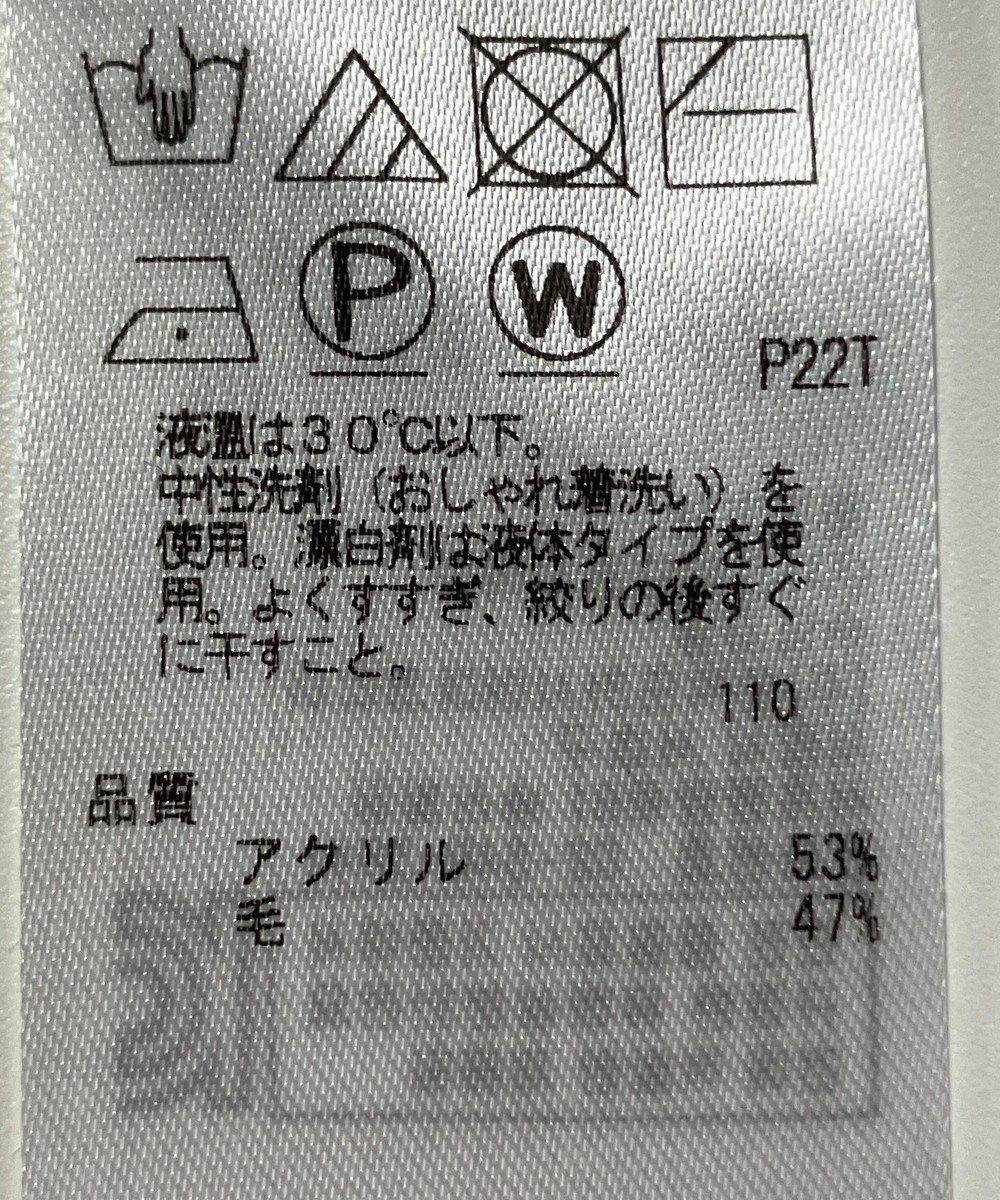 P
W
P22T
液温は30℃以下。
中性洗剤（おしゃれ着洗い）を
使用。漂白剤は液体タイプを使
用。よくすすぎ、絞りの後すぐ
に干すこと。
110
品質
アクリル 53%
毛 47%